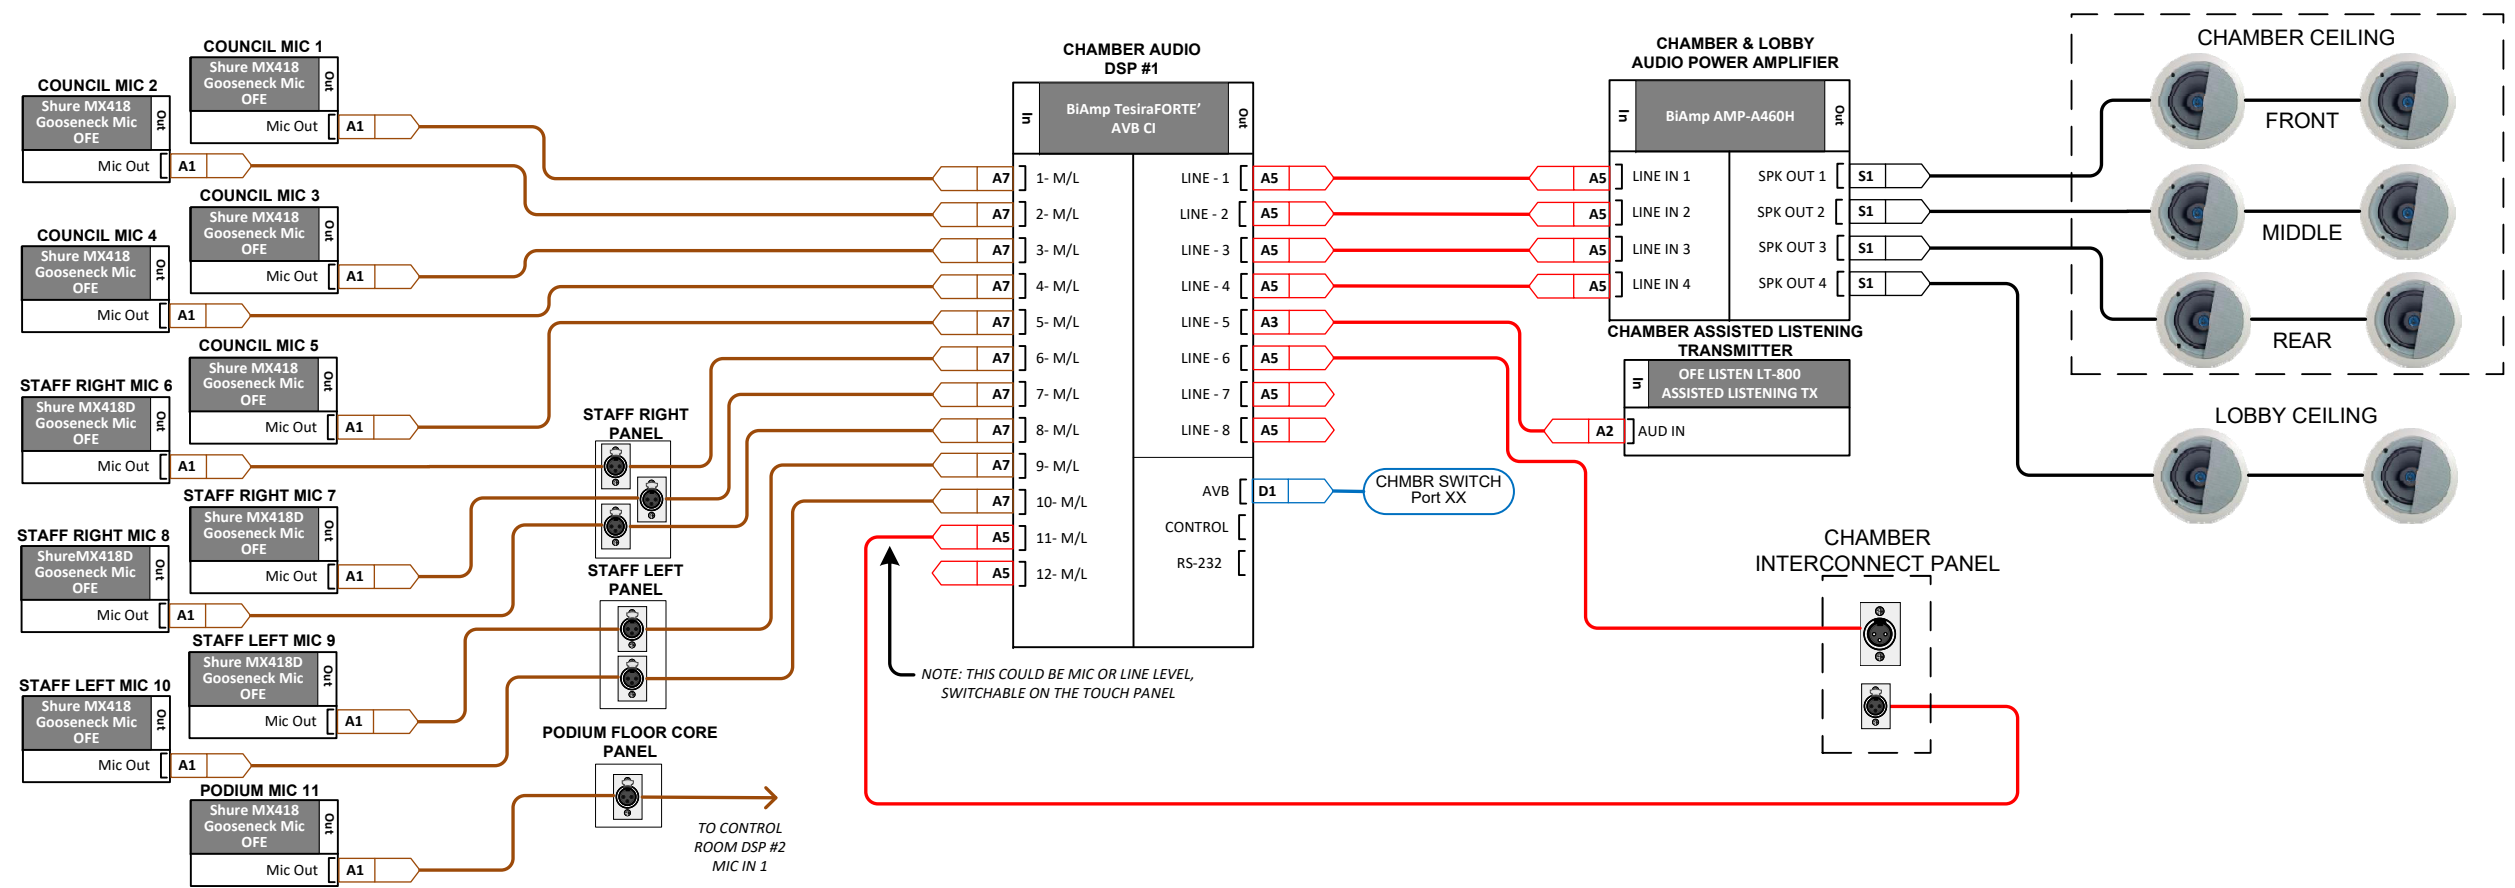 COUNCIL MIC 1
Shure MX418
Gooseneck Mic
OFE
Out
Mic Out
A1
COUNCIL MIC 2
Shure MX418
Gooseneck Mic
OFE
Out
Mic Out
A1
COUNCIL MIC 3
Shure MX418
Gooseneck Mic
OFE
Out
Mic Out
A1
COUNCIL MIC 4
Shure MX418
Gooseneck Mic
OFE
Out
Mic Out
A1
COUNCIL MIC 5
Shure MX418
Gooseneck Mic
OFE
Out
Mic Out
A1
STAFF RIGHT MIC 6
Shure MX418D
Gooseneck Mic
OFE
Out
Mic Out
A1
STAFF RIGHT MIC 7
Shure MX418D
Gooseneck Mic
OFE
Out
Mic Out
A1
STAFF RIGHT MIC 8
ShureMX418D
Gooseneck Mic
OFE
Out
Mic Out
A1
STAFF LEFT MIC 9
Shure MX418D
Gooseneck Mic
OFE
Out
Mic Out
A1
STAFF LEFT MIC 10
Shure MX418
Gooseneck Mic
OFE
Out
Mic Out
A1
PODIUM MIC 11
Shure MX418
Gooseneck Mic
OFE
Out
Mic Out
A1
STAFF RIGHT
PANEL
STAFF LEFT
PANEL
PODIUM FLOOR CORE
PANEL
TO CONTROL
ROOM DSP #2
MIC IN 1
CHAMBER AUDIO
DSP #1
In
BiAmp TesiraFORTE’
AVB CI
Out
A7 1- M/L
A7 2- M/L
A7 3- M/L
A7 4- M/L
A7 5- M/L
A7 6- M/L
A7 7- M/L
A7 8- M/L
A7 9- M/L
A7 10- M/L
A5 11- M/L
A5 12- M/L
LINE - 1 A5
LINE - 2 A5
LINE - 3 A5
LINE - 4 A5
LINE - 5 A3
LINE - 6 A5
LINE - 7 A5
LINE - 8 A5
AVB D1
CONTROL
RS-232
CHMBR SWITCH
Port XX
NOTE: THIS COULD BE MIC OR LINE LEVEL,
SWITCHABLE ON THE TOUCH PANEL
CHAMBER & LOBBY
AUDIO POWER AMPLIFIER
In
BiAmp AMP-A460H
Out
A5 LINE IN 1
A5 LINE IN 2
A5 LINE IN 3
A5 LINE IN 4
SPK OUT 1 S1
SPK OUT 2 S1
SPK OUT 3 S1
SPK OUT 4 S1
CHAMBER ASSISTED LISTENING
TRANSMITTER
In
OFE LISTEN LT-800
ASSISTED LISTENING TX
A2 AUD IN
CHAMBER
INTERCONNECT PANEL
CHAMBER CEILING
FRONT
MIDDLE
REAR
LOBBY CEILING